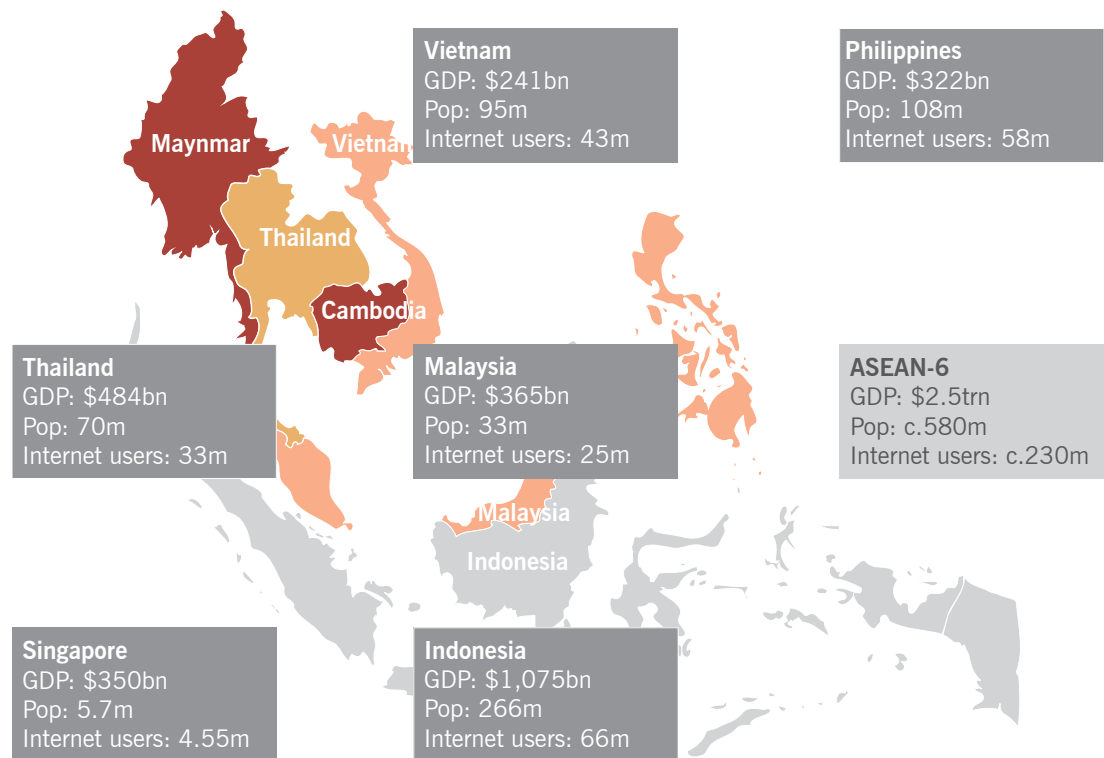 Vietnam
GDP: $241bn
Pop: 95m
Internet users: 43m
Philippines
GDP: $322bn
Pop: 108m
Internet users: 58m
Maynmar
Vietnam
Thailand
Cambodia
Thailand
GDP: $484bn
Pop: 70m
Internet users: 33m
Malaysia
GDP: $365bn
Pop: 33m
Internet users: 25m
ASEAN-6
GDP: $2.5trn
Pop: c.580m
Internet users: c.230m
Malaysia
Indonesia
Singapore
GDP: $350bn
Pop: 5.7m
Internet users: 4.55m
Indonesia
GDP: $1,075bn
Pop: 266m
Internet users: 66m